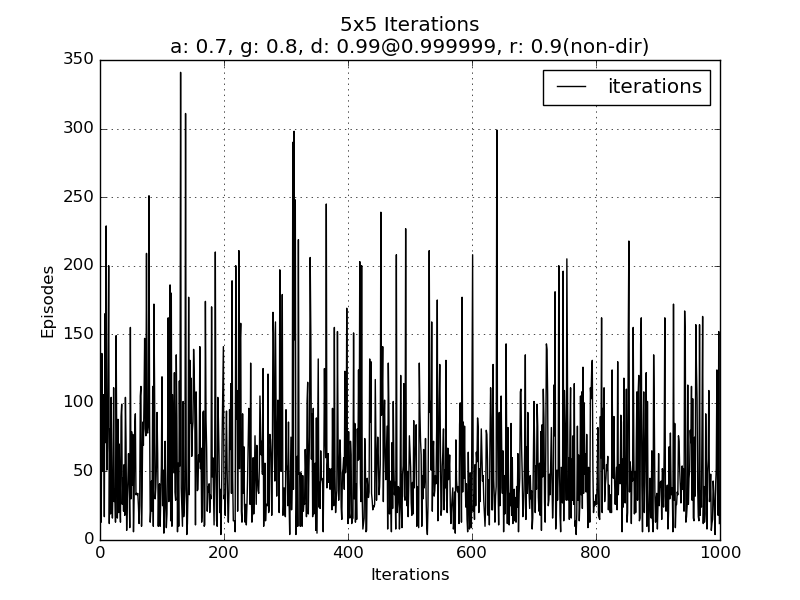 5x5 Iterations
a: 0.7, g: 0.8, d: 0.99@0.999999, r: 0.9(non-dir)
350
iterations
300
250
200
Episodes
150
100
50
0
0 200 400 600 800 1000
Iterations